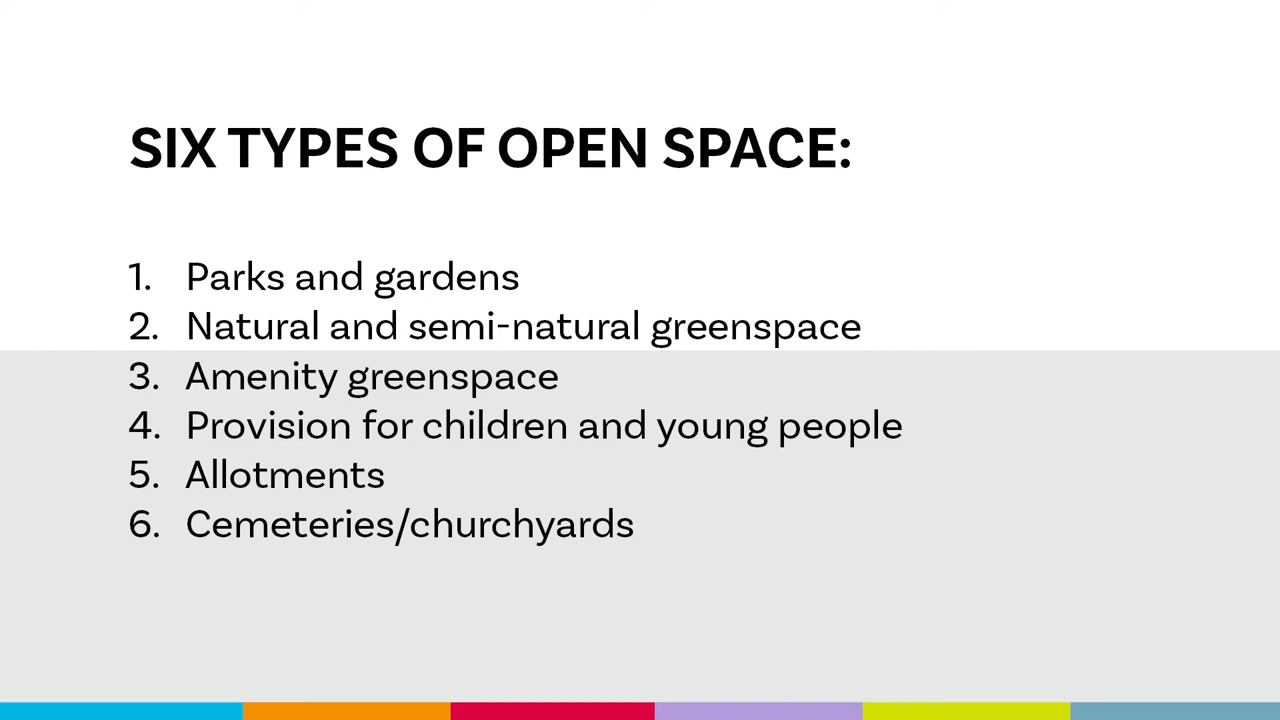 SIX TYPES OF OPEN SPACE:
1. Parks and gardens
2. Natural and semi-natural greenspace
3. Amenity greenspace
4. Provision for children and young people
5. Allotments
6. Cemeteries/churchyards